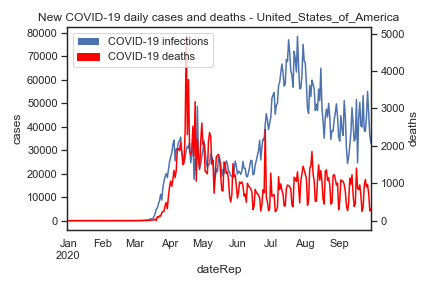 New COVID-19 daily cases and deaths - United_States_of_America
COVID-19 infections
COVID-19 deaths
80000
70000
60000
50000
40000
30000
20000
10000
0
cases
5000
4000
3000
2000
1000
0
deaths
Jan Feb Mar Apr May Jun Jul Aug Sep
2020
dateRep